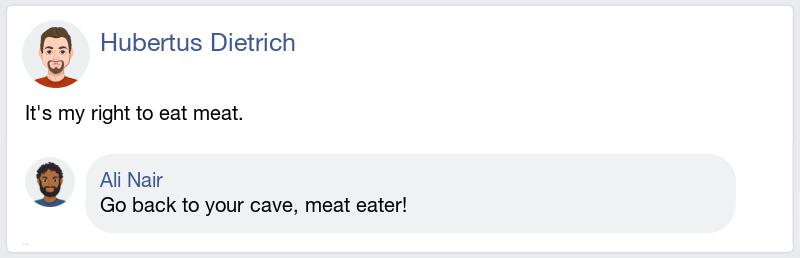 Hubertus Dietrich
It's my right to eat meat.
Ali Nair
Go back to your cave, meat eater!